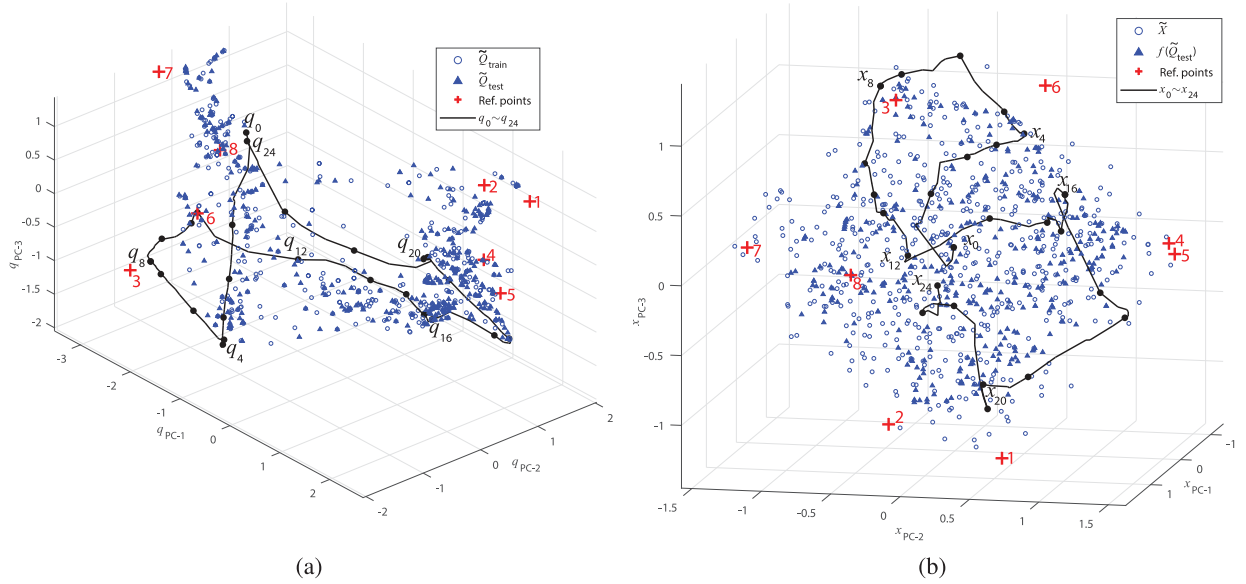 Q̃train
Q̃test
Ref. points
q0~q24
7
q0
q24
8
2
1
6
q12
q20
4
q8
3
5
q16
q4
1
0.5
0
-0.5
-1
-1.5
-2
qPC-3
-3
-2
-1
0
1
2
qPC-1
-2
-1
0
1
2
qPC-2
(a)
X̃
f(Q̃test)
Ref. points
x0~x24
x8
3
6
x4
x16
7
x0
x12
4
5
8
x24
x20
2
1
1
0.5
0
-0.5
-1
xPC-3
-1.5
-1
-0.5
0
0.5
1
1.5
xPC-2
-1
0
1
xPC-1
(b)